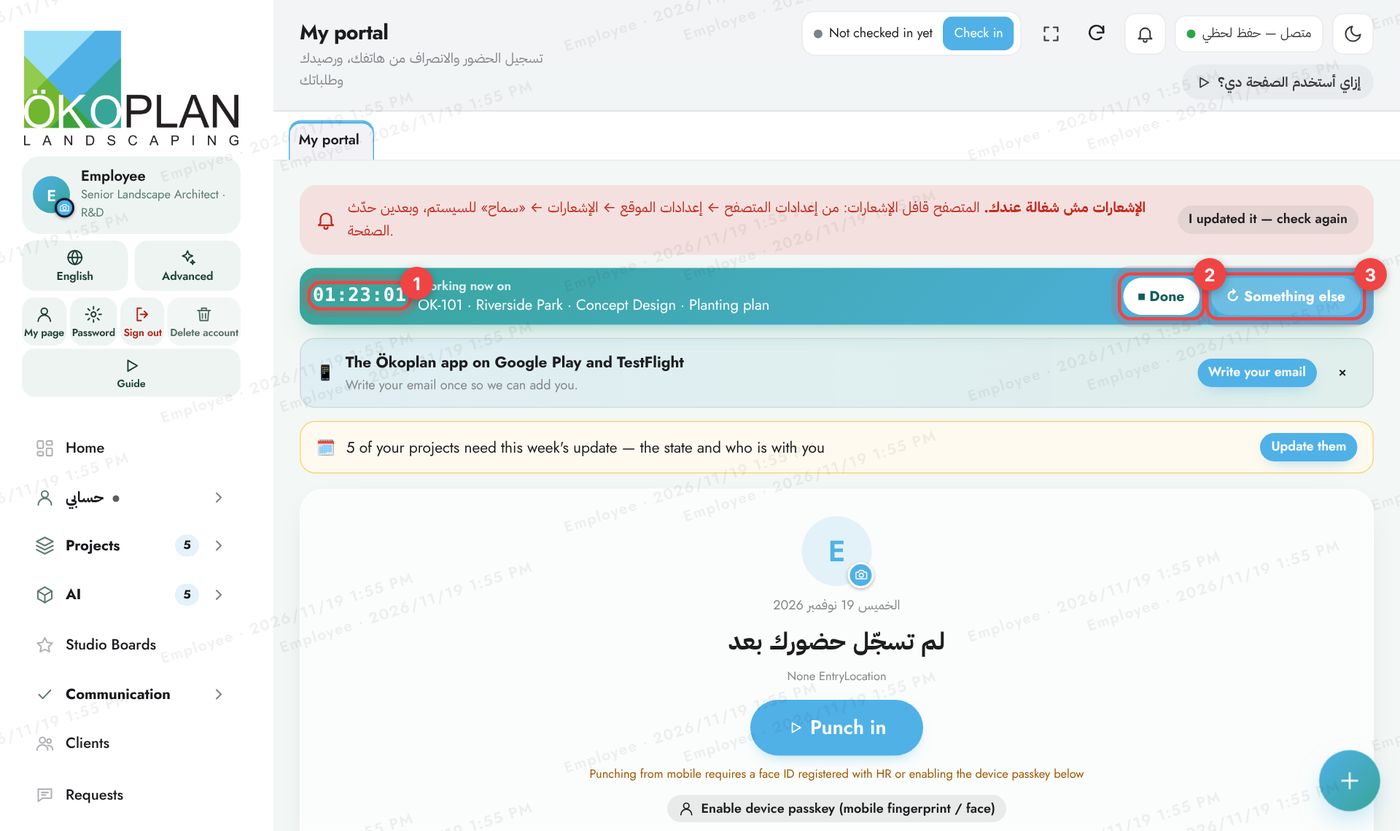 ÖKOPLAN
LANDSCAPING
E
Employee
Senior Landscape Architect ·
R&D
English
Advanced
My page
Password
Sign out
Delete account
Guide
Home
حسابي
Projects
5
AI
5
Studio Boards
Communication
Clients
Requests
My portal
تسجيل الحضور والانصراف من هاتفك، ورصيدك
وطلباتك
Not checked in yet
Check in
متصل — حفظ لحظي
إزاي أستخدم الصفحة دي؟
My portal
الإشعارات مش شغالة عندك. المتصفح قافل الإشعارات: من إعدادات المتصفح ← إعدادات الموقع ← الإشعارات ← «سماح» للسيستم، وبعدين حدّث
الصفحة.
I updated it — check again
01:23:01
1
orking now on
OK-101 · Riverside Park · Concept Design · Planting plan
■ Done
2
↻ Something else
3
The Ökoplan app on Google Play and TestFlight
Write your email once so we can add you.
Write your email
×
5 of your projects need this week's update — the state and who is with you
Update them
E
الخميس 19 نوفمبر 2026
لم تسجّل حضورك بعد
None EntryLocation
Punch in
Punching from mobile requires a face ID registered with HR or enabling the device passkey below
Enable device passkey (mobile fingerprint / face)
+
Employee · 2026/11/19 1:55 PM